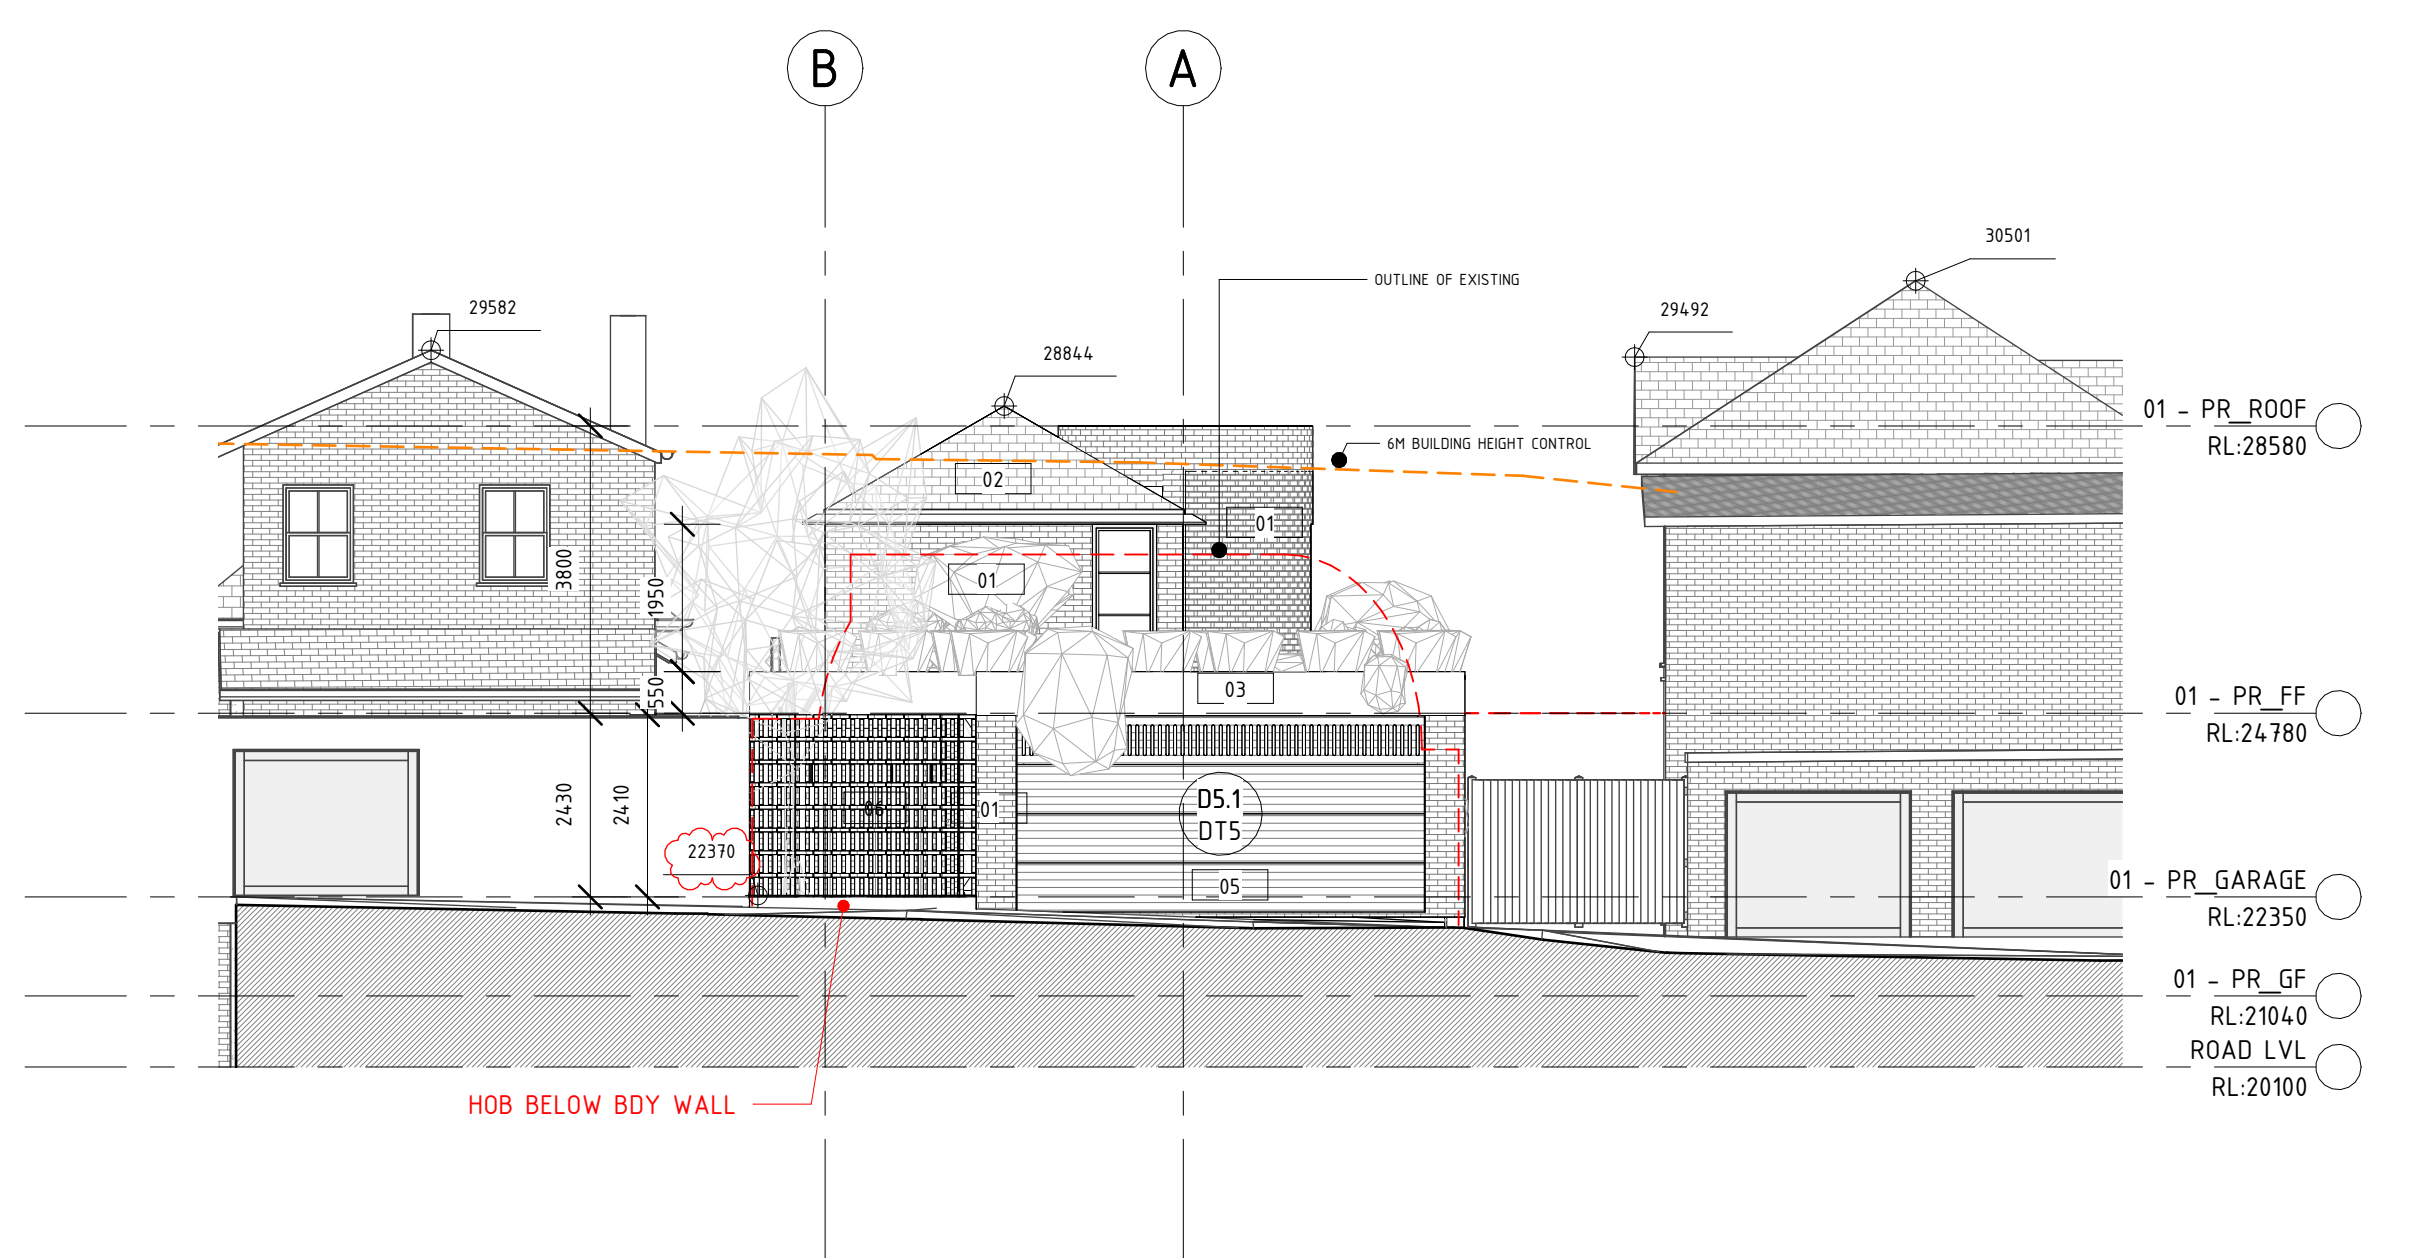 B
A
30501
OUTLINE OF EXISTING
29582
29492
28844
01 - PR_ROOF
RL:28580
6M BUILDING HEIGHT CONTROL
02
01
3800
01
1950
550
03
01 - PR_FF
RL:24780
2430
2410
06
01
D5.1
DT5
22370
05
01 - PR_GARAGE
RL:22350
01 - PR_GF
RL:21040
ROAD LVL
RL:20100
HOB BELOW BDY WALL